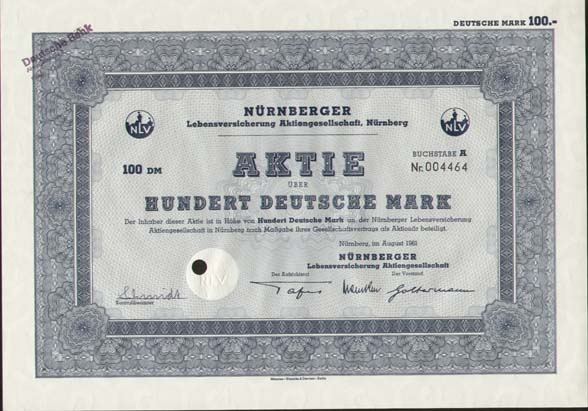 DEUTSCHE MARK 100.-
Deutsche Bank
NÜRNBERGER
Lebensversicherung Aktiengesellschaft, Nürnberg
NLV
NLV
AKTIE
BUCHSTABE A
100 DM
Nr. 004464
ÜBER
HUNDERT DEUTSCHE MARK
Der Inhaber dieser Aktie ist in Höhe von Hundert Deutsche Mark an der Nürnberger Lebensversicherung
Aktiengesellschaft in Nürnberg nach Maßgabe ihres Gesellschaftsvertrags als Aktionär beteiligt.
Nürnberg, im August 1961
NÜRNBERGER
Lebensversicherung Aktiengesellschaft
Der Aufsichtsrat
Der Vorstand
NLV
Schmidt
Kontrollbeamter